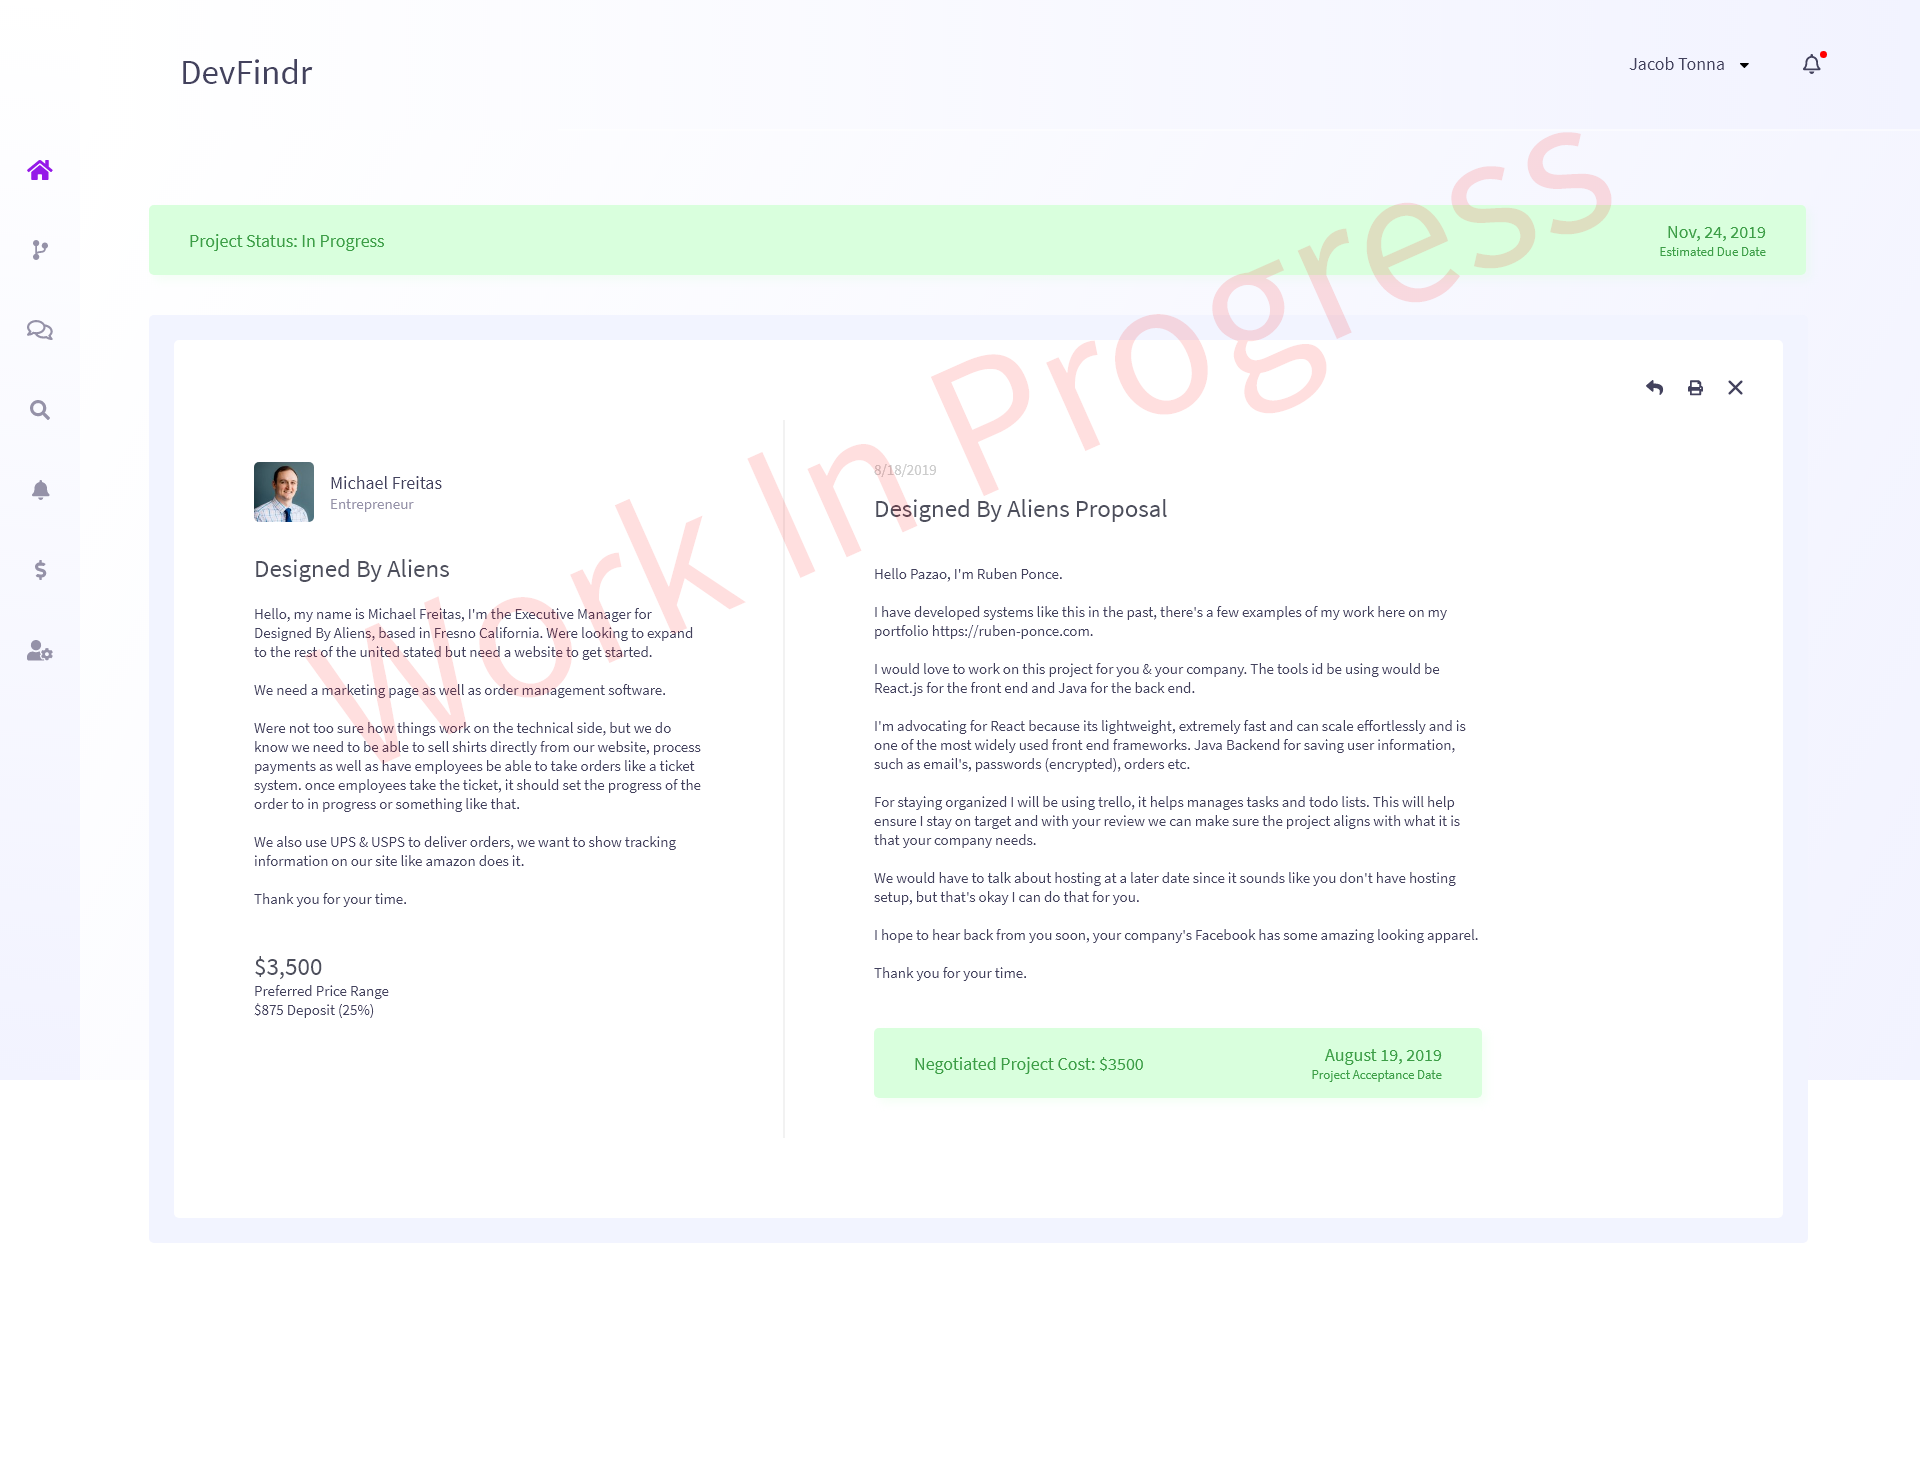 DevFindr
Jacob Tonna
Project Status: In Progress
Nov, 24, 2019
Estimated Due Date
Work In Progress
Michael Freitas
Entrepreneur
Designed By Aliens
Hello, my name is Michael Freitas, I'm the Executive Manager for
Designed By Aliens, based in Fresno California. Were looking to expand
to the rest of the united stated but need a website to get started.
We need a marketing page as well as order management software.
Were not too sure how things work on the technical side, but we do
know we need to be able to sell shirts directly from our website, process
payments as well as have employees be able to take orders like a ticket
system. once employees take the ticket, it should set the progress of the
order to in progress or something like that.
We also use UPS & USPS to deliver orders, we want to show tracking
information on our site like amazon does it.
Thank you for your time.
$3,500
Preferred Price Range
$875 Deposit (25%)
8/18/2019
Designed By Aliens Proposal
Hello Pazao, I'm Ruben Ponce.
I have developed systems like this in the past, there's a few examples of my work here on my
portfolio https://ruben-ponce.com.
I would love to work on this project for you & your company. The tools id be using would be
React.js for the front end and Java for the back end.
I'm advocating for React because its lightweight, extremely fast and can scale effortlessly and is
one of the most widely used front end frameworks. Java Backend for saving user information,
such as email's, passwords (encrypted), orders etc.
For staying organized I will be using trello, it helps manages tasks and todo lists. This will help
ensure I stay on target and with your review we can make sure the project aligns with what it is
that your company needs.
We would have to talk about hosting at a later date since it sounds like you don't have hosting
setup, but that's okay I can do that for you.
I hope to hear back from you soon, your company's Facebook has some amazing looking apparel.
Thank you for your time.
Negotiated Project Cost: $3500
August 19, 2019
Project Acceptance Date